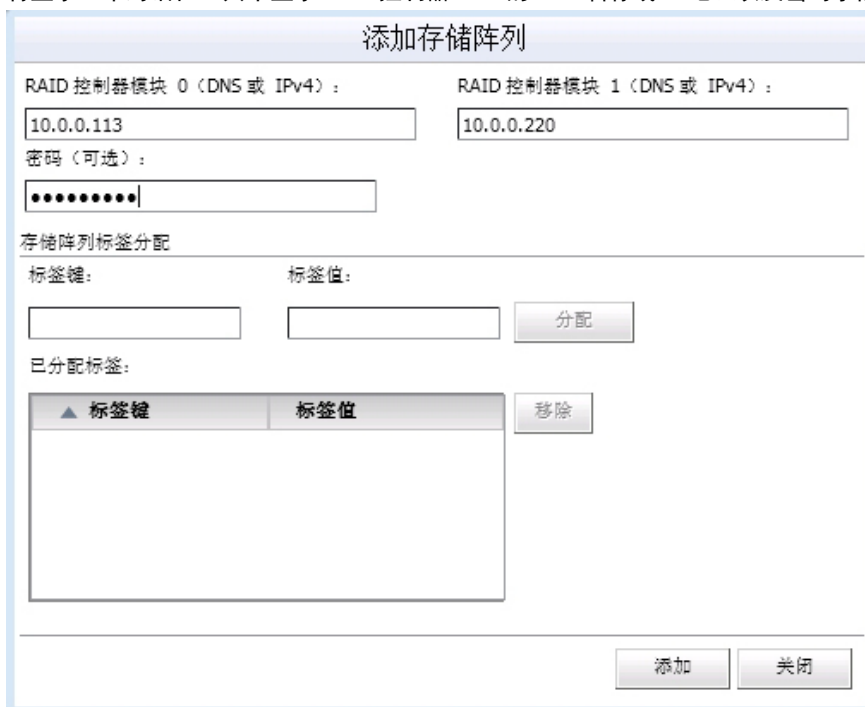 添加存储阵列
RAID 控制器模块 0（DNS 或 IPv4）： RAID 控制器模块 1（DNS 或 IPv4）：
10.0.0.113 10.0.0.220
密码（可选）：
●●●●●●●●●
存储阵列标签分配
标签键： 标签值：
分配
已分配标签：
▲ 标签键 标签值 移除
添加 关闭